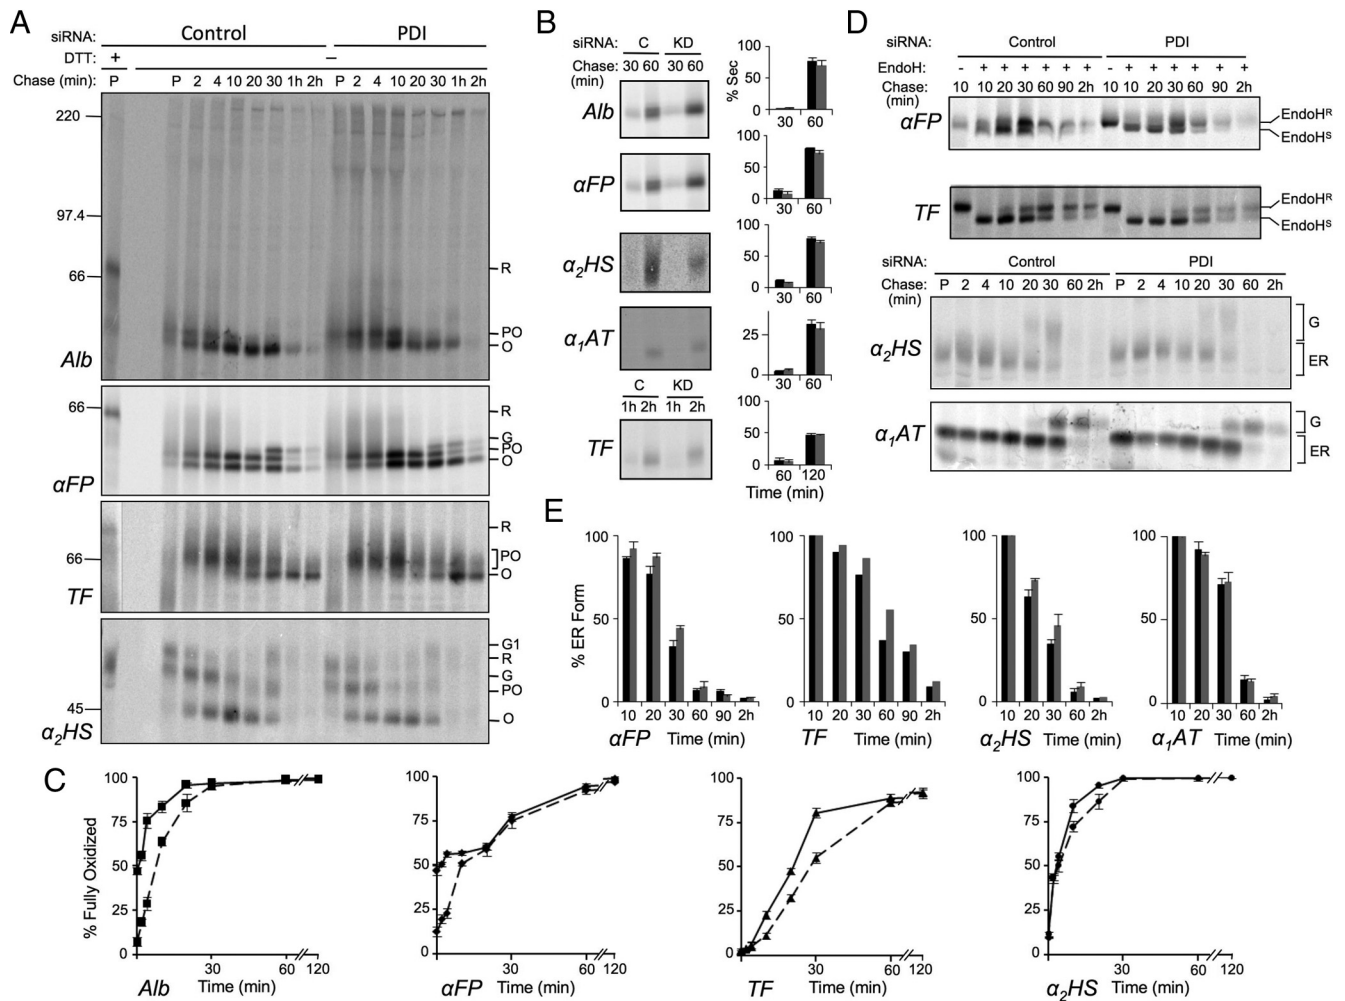 A
siRNA:
Control
PDI
DTT:
+
−
Chase (min):
P
P 2 4 10 20 30 1h 2h
P 2 4 10 20 30 1h 2h
220
97.4
66
R
PO
O
Alb
66
R
G
PO
O
αFP
R
66
PO
O
TF
G1
R
G
PO
45
O
α2HS
B
siRNA: C KD
Chase: 30 60 30 60
(min)
Alb
αFP
α2HS
α1AT
C KD
1h 2h 1h 2h
TF
% Sec
100
50
0
30 60
100
50
0
30 60
100
50
0
30 60
25
0
30 60
100
50
0
60 120
Time (min)
D
siRNA: Control PDI
EndoH: - + + + + + + - + + + + + +
Chase: 10 10 20 30 60 90 2h 10 10 20 30 60 90 2h
(min)
αFP
EndoHR
EndoHS
TF
EndoHR
EndoHS
siRNA: Control PDI
Chase: P 2 4 10 20 30 60 2h P 2 4 10 20 30 60 2h
(min)
α2HS
G
ER
α1AT
G
ER
E
% ER Form
100
50
0
10 20 30 60 90 2h
αFP Time (min)
100
50
0
10 20 30 60 90 2h
TF Time (min)
100
50
0
10 20 30 60 2h
α2HS Time (min)
100
50
0
10 20 30 60 2h
α1AT Time (min)
C
% Fully Oxidized
100
75
50
25
0
30 60 120
Alb Time (min)
100
75
50
25
0
30 60 120
αFP Time (min)
100
75
50
25
0
30 60 120
TF Time (min)
100
75
50
25
0
30 60 120
α2HS Time (min)